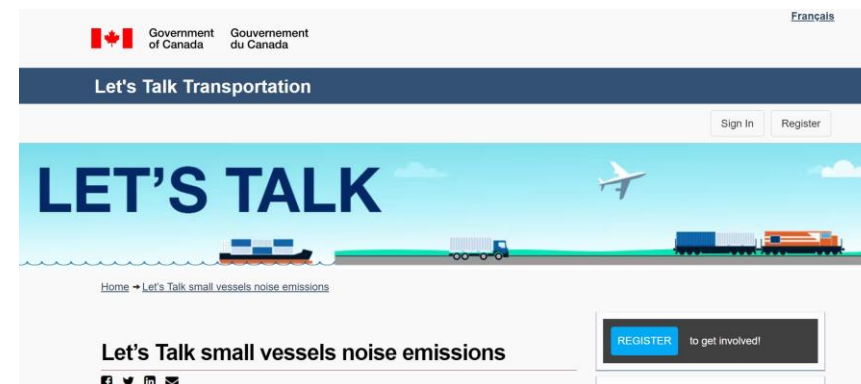 Français
Government
of Canada
Gouvernement
du Canada
Let's Talk Transportation
Sign In
Register
LET'S TALK
Home → Let's Talk small vessels noise emissions
REGISTER to get involved!
Let's Talk small vessels noise emissions